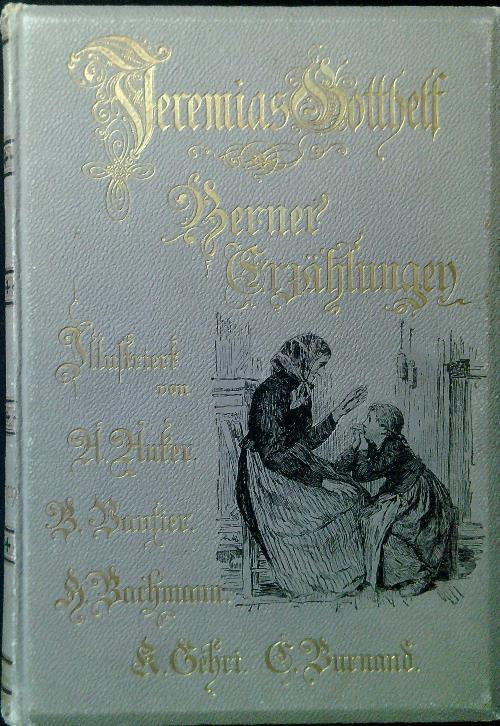 Jeremias Gotthelf
Berner
Erzählungen
Illustriert
von
A. Anker.
B. Vautier.
H. Bachmann.
K. Gehri. E. Burnand.